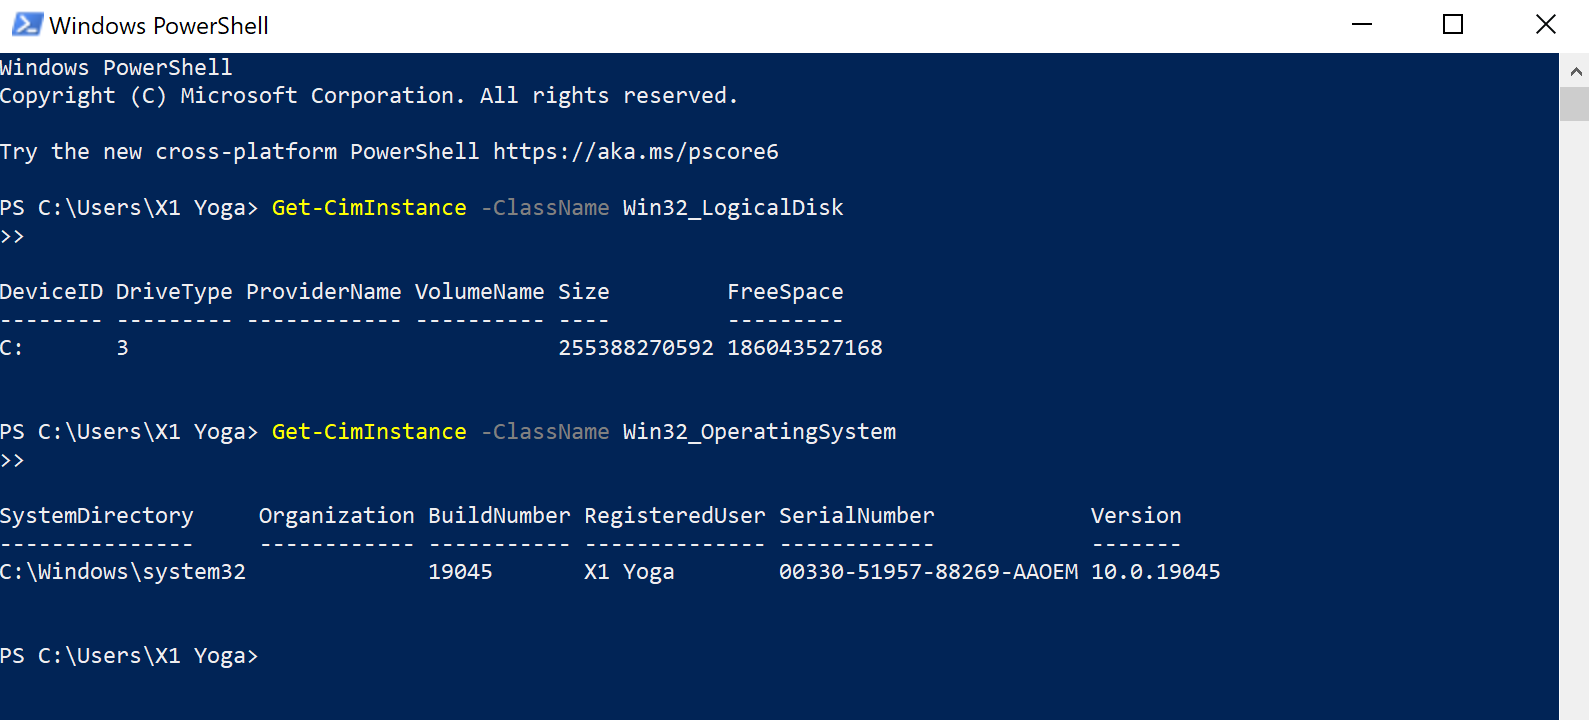 Windows PowerShell
Windows PowerShell
Copyright (C) Microsoft Corporation. All rights reserved.
Try the new cross-platform PowerShell https://aka.ms/pscore6
PS C:\Users\X1 Yoga> Get-CimInstance -ClassName Win32_LogicalDisk
>>
DeviceID DriveType ProviderName VolumeName Size         FreeSpace
-------- --------- ------------ ---------- ----         ---------
C:       3                                 255388270592 186043527168
PS C:\Users\X1 Yoga> Get-CimInstance -ClassName Win32_OperatingSystem
>>
SystemDirectory     Organization BuildNumber RegisteredUser SerialNumber            Version
---------------     ------------ ----------- -------------- ------------            -------
C:\Windows\system32              19045       X1 Yoga        00330-51957-88269-AAOEM 10.0.19045
PS C:\Users\X1 Yoga>